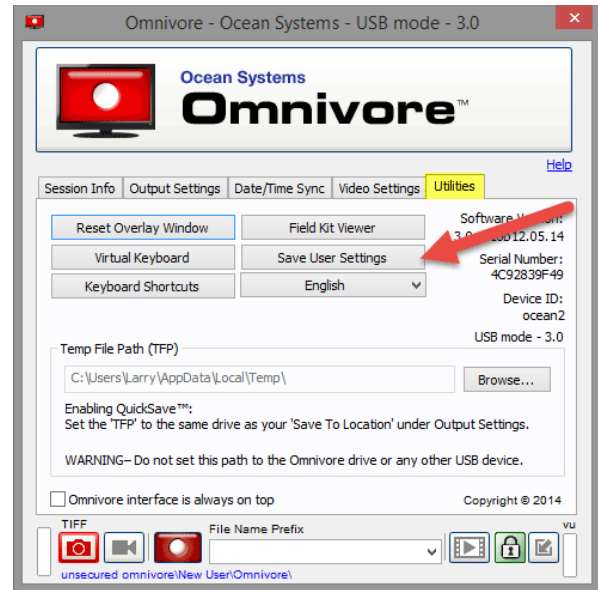 Omnivore - Ocean Systems - USB mode - 3.0
Ocean Systems
Omnivore™
Help
Session Info
Output Settings
Date/Time Sync
Video Settings
Utilities
Reset Overlay Window
Field Kit Viewer
Virtual Keyboard
Save User Settings
Keyboard Shortcuts
English
Software
12.05.14
Serial Number:
4C92839F49
Device ID:
ocean2
USB mode - 3.0
Temp File Path (TFP)
C:\Users\Larry\AppData\Local\Temp\
Browse...
Enabling QuickSave™:
Set the 'TFP' to the same drive as your 'Save To Location' under Output Settings.
WARNING– Do not set this path to the Omnivore drive or any other USB device.
Omnivore interface is always on top
Copyright © 2014
TIFF
File Name Prefix
vu
unsecured omnivore\New User\Omnivore\